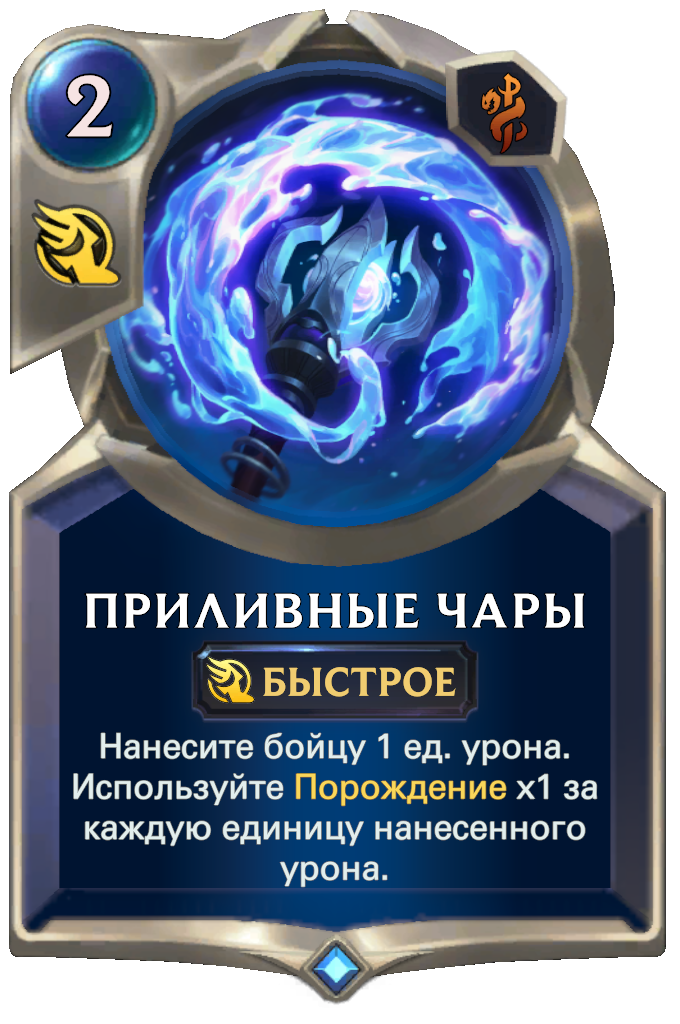 2
ПРИЛИВНЫЕ ЧАРЫ
БЫСТРОЕ
Нанесите бойцу 1 ед. урона.
Используйте Порождение x1 за
каждую единицу нанесенного
урона.